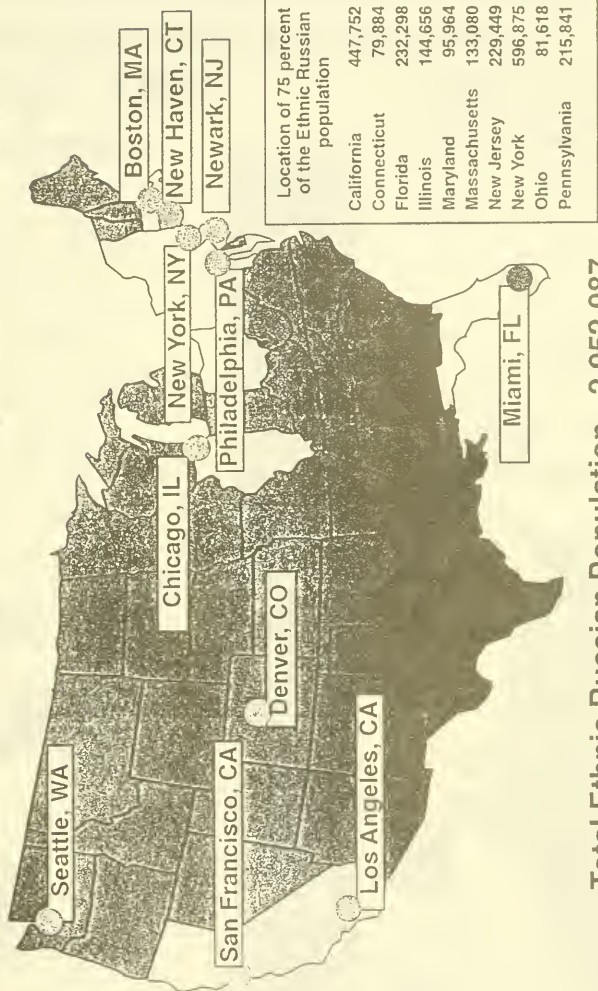 Seattle, WA
San Francisco, CA
Los Angeles, CA
Denver, CO
Chicago, IL
New York, NY
Philadelphia, PA
Boston, MA
New Haven, CT
Newark, NJ
Miami, FL
Location of 75 percent
of the Ethnic Russian
population
California 447,752
Connecticut 79,884
Florida 232,298
Illinois 144,656
Maryland 95,964
Massachusetts 133,080
New Jersey 229,449
New York 596,875
Ohio 81,618
Pennsylvania 215,841
Total Ethnic Russian Population